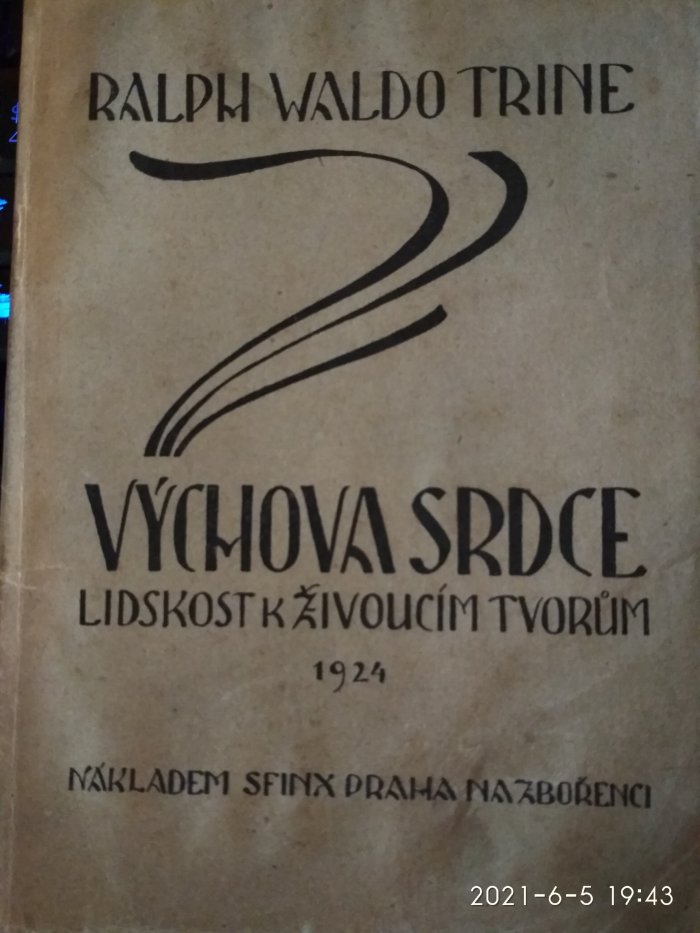 RALPH WALDO TRINE
VÝCHOVA SRDCE
LIDSKOST K ŽIVOUCÍM TVORŮM
1924
NÁKLADEM SFINX PRAHA NA ZBOŘENCI
2021-6-5 19:43